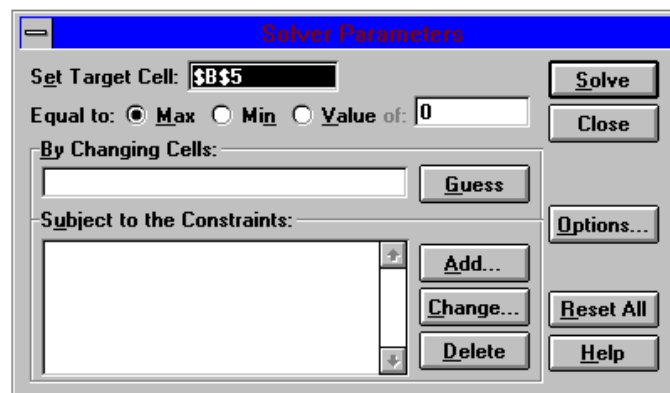 Solver Parameters
Set Target Cell: $B$5
Solve
Equal to: Max Min Value of: 0
Close
By Changing Cells:
Guess
Subject to the Constraints:
Options...
Add...
Change...
Reset All
Delete
Help